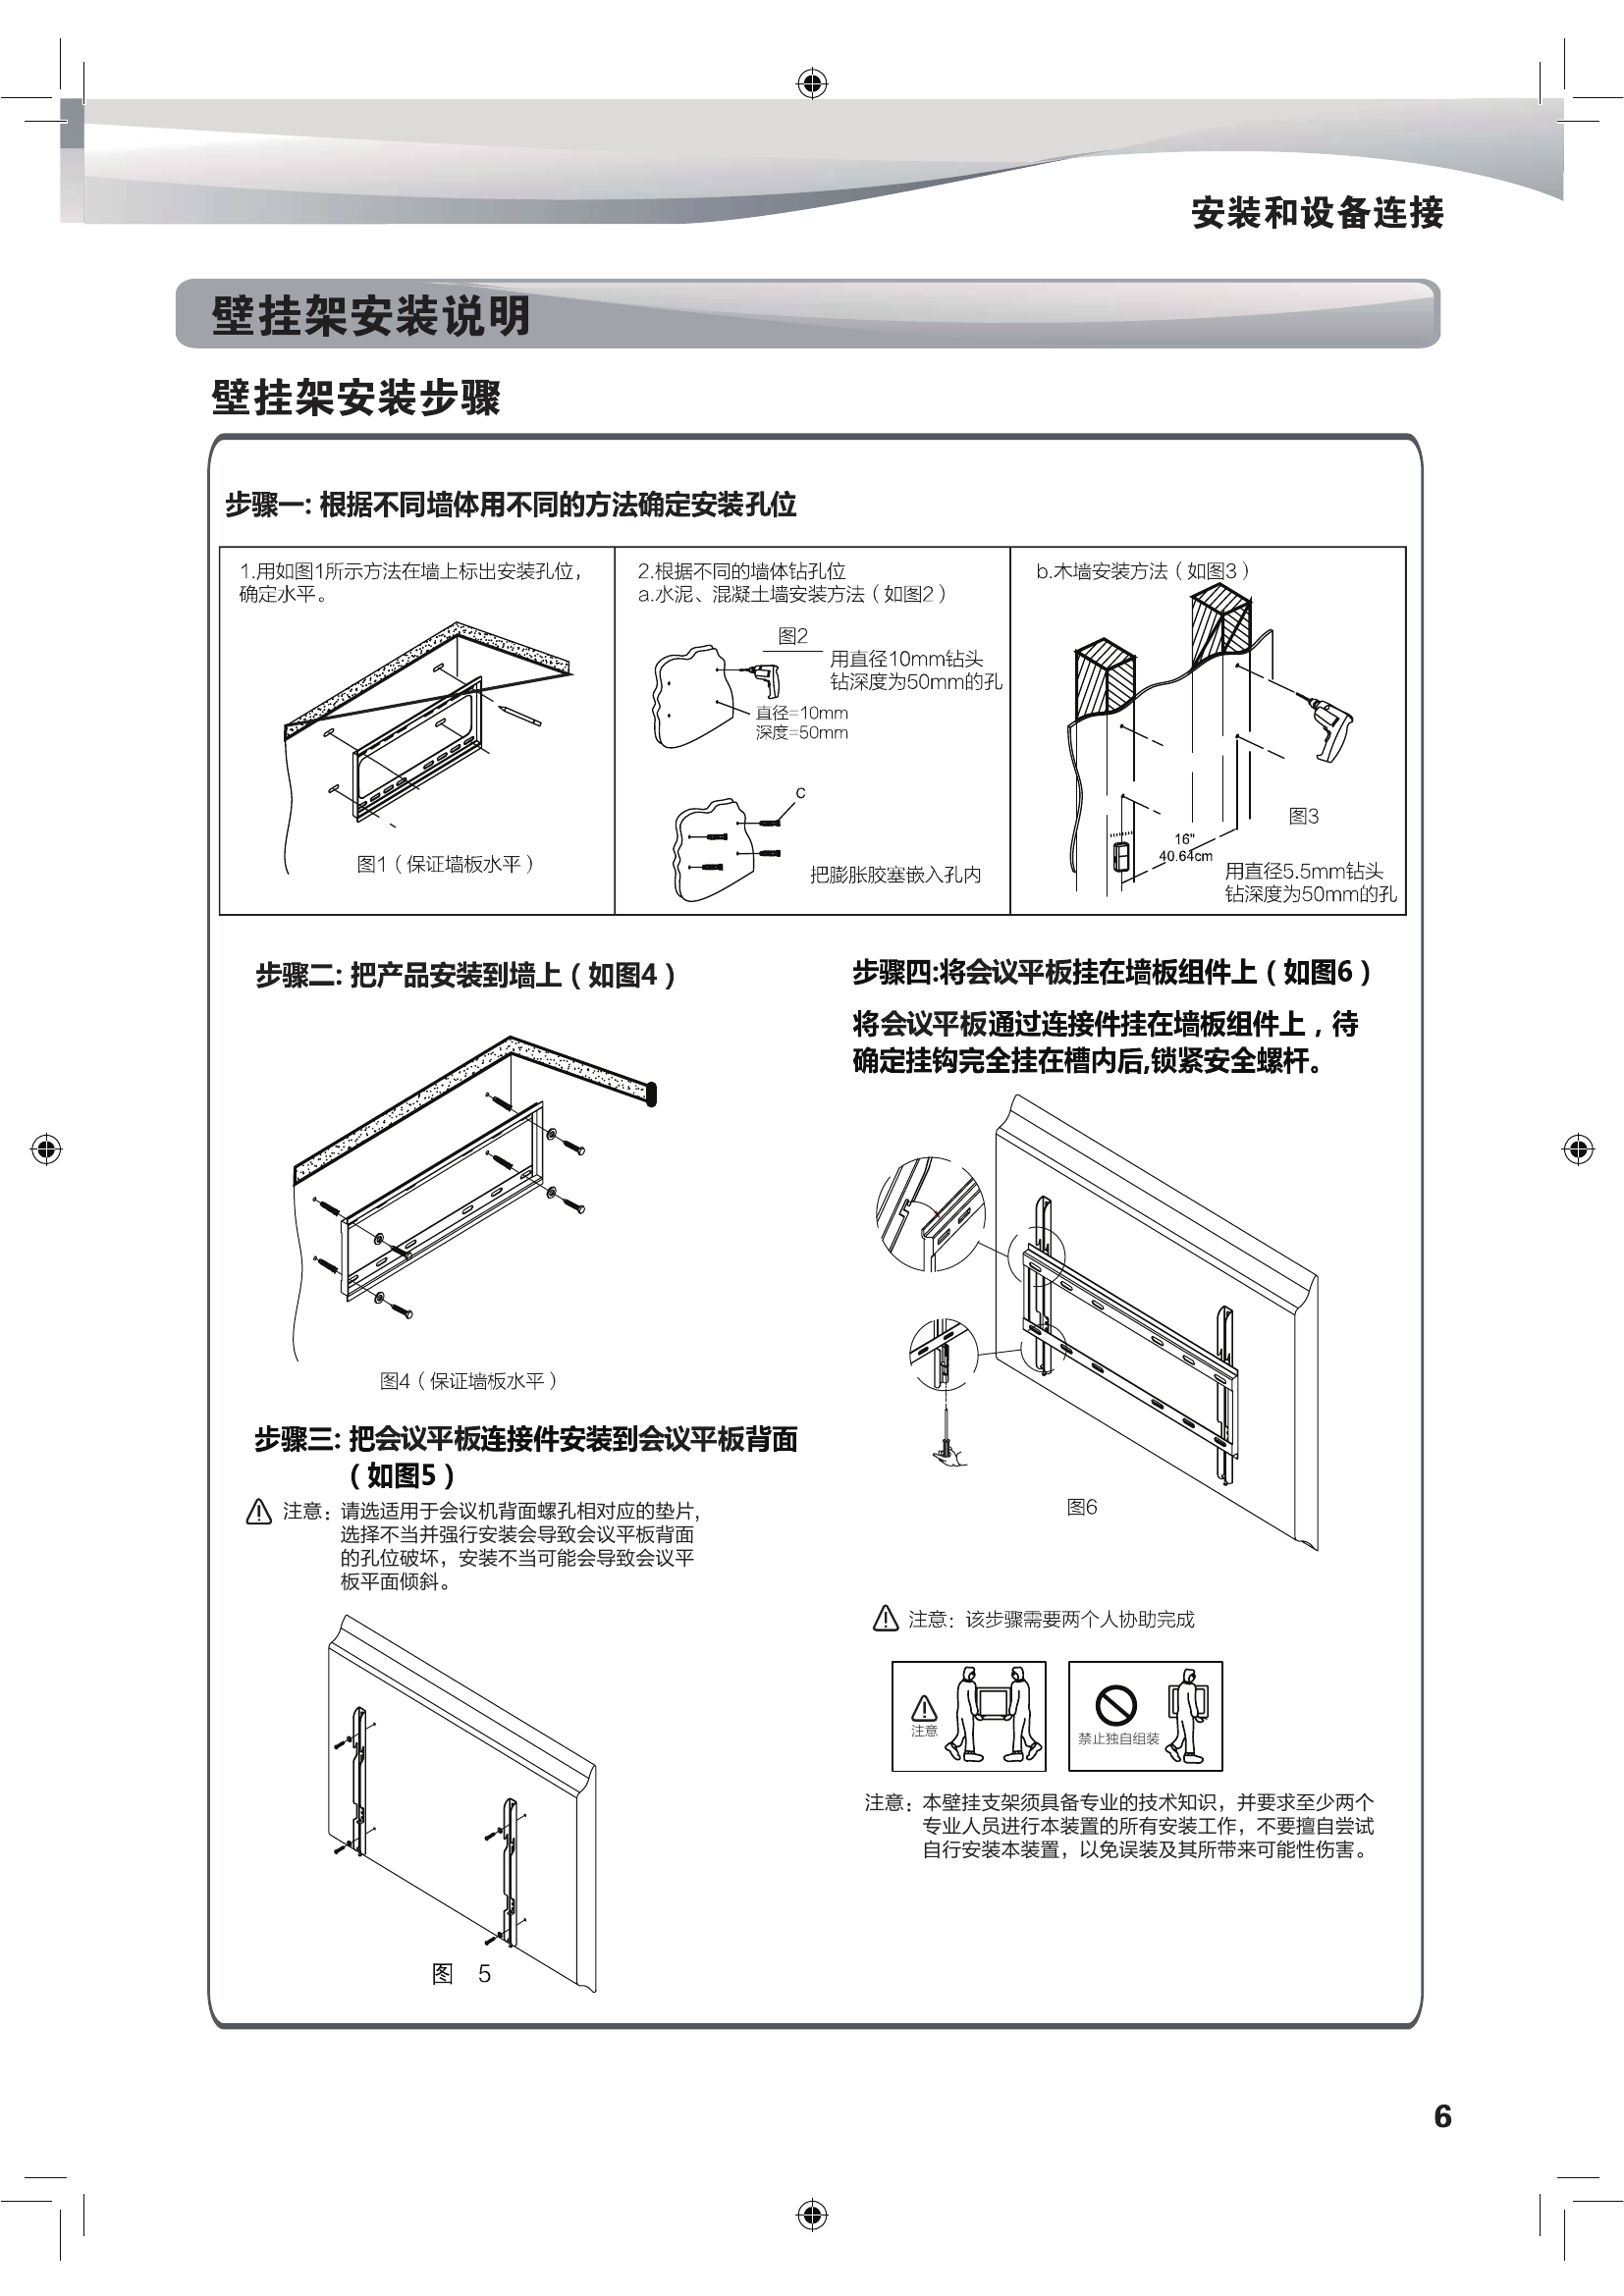 安装和设备连接
壁挂架安装说明
壁挂架安装步骤
步骤一: 根据不同墙体用不同的方法确定安装孔位
1.用如图1所示方法在墙上标出安装孔位，
确定水平。
图1（保证墙板水平）
2.根据不同的墙体钻孔位
a.水泥、混凝土墙安装方法（如图2）
图2
用直径10mm钻头
钻深度为50mm的孔
直径=10mm
深度=50mm
C
把膨胀胶塞嵌入孔内
b.木墙安装方法（如图3）
图3
16"
40.64cm
用直径5.5mm钻头
钻深度为50mm的孔
步骤二: 把产品安装到墙上（如图4）
图4（保证墙板水平）
步骤三: 把会议平板连接件安装到会议平板背面
（如图5）
注意：请选适用于会议机背面螺孔相对应的垫片,
选择不当并强行安装会导致会议平板背面
的孔位破坏，安装不当可能会导致会议平
板平面倾斜。
图 5
步骤四:将会议平板挂在墙板组件上（如图6）
将会议平板通过连接件挂在墙板组件上，待
确定挂钩完全挂在槽内后,锁紧安全螺杆。
图6
注意：该步骤需要两个人协助完成
注意
禁止独自组装
注意：本壁挂支架须具备专业的技术知识，并要求至少两个
专业人员进行本装置的所有安装工作，不要擅自尝试
自行安装本装置，以免误装及其所带来可能性伤害。
6